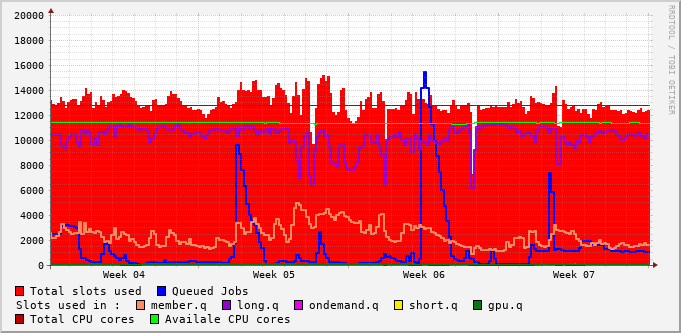 20000
18000
16000
14000
12000
10000
8000
6000
4000
2000
0
Week 04 Week 05 Week 06 Week 07
RRDTOOL / TOBI OETIKER
Total slots used Queued Jobs
Slots used in : member.q long.q ondemand.q short.q gpu.q
Total CPU cores Availale CPU cores